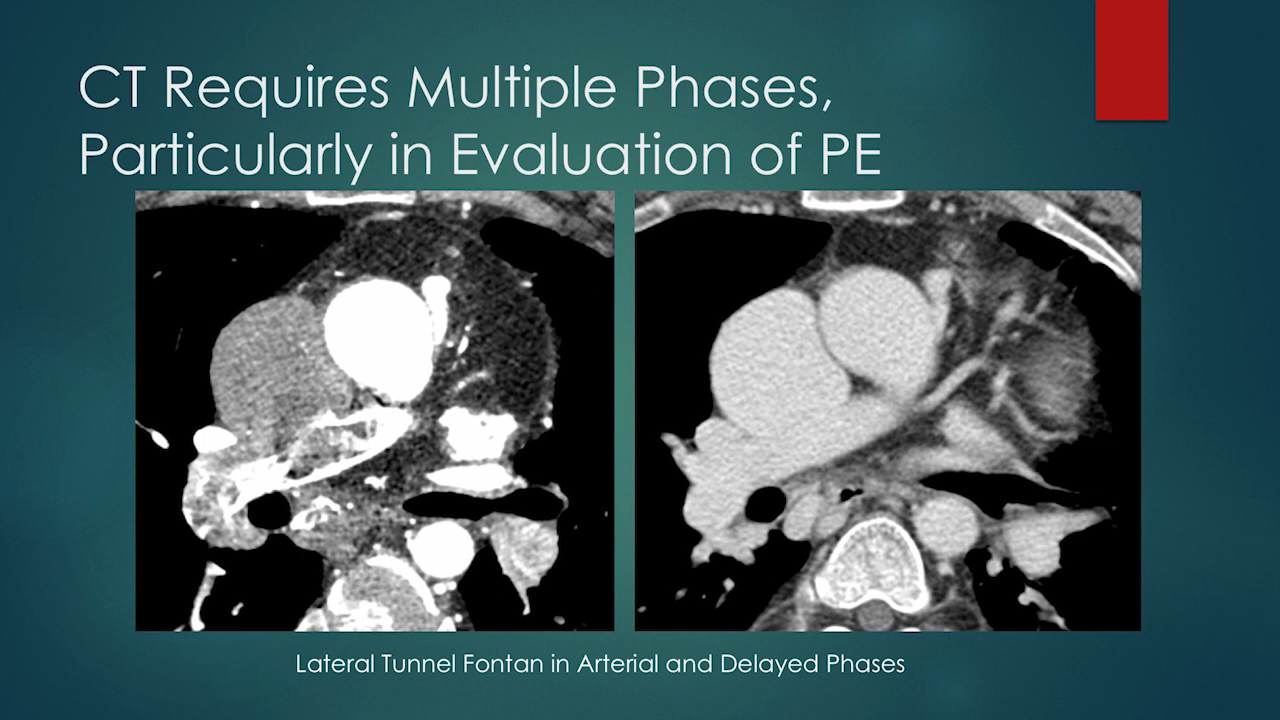 CT Requires Multiple Phases,
Particularly in Evaluation of PE
Lateral Tunnel Fontan in Arterial and Delayed Phases